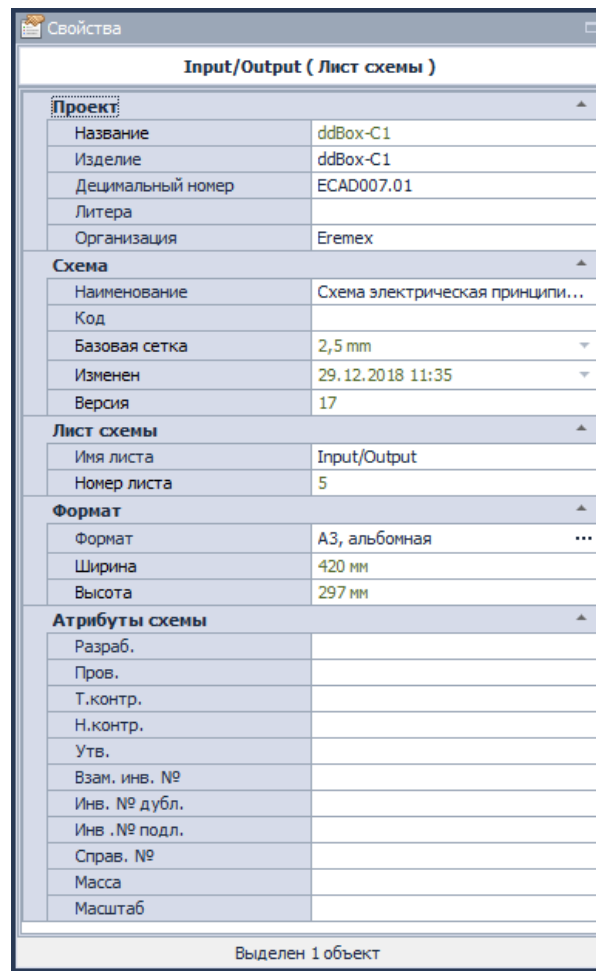 Свойства
Input/Output ( Лист схемы )
Проект
Название ddBox-C1
Изделие ddBox-C1
Децимальный номер ECAD007.01
Литера
Организация Eremex
Схема
Наименование Схема электрическая принципи...
Код
Базовая сетка 2,5 mm
Изменен 29.12.2018 11:35
Версия 17
Лист схемы
Имя листа Input/Output
Номер листа 5
Формат
Формат А3, альбомная ...
Ширина 420 мм
Высота 297 мм
Атрибуты схемы
Разраб.
Пров.
Т.контр.
Н.контр.
Утв.
Взам. инв. №
Инв. № дубл.
Инв .№ подл.
Справ. №
Масса
Масштаб
Выделен 1 объект